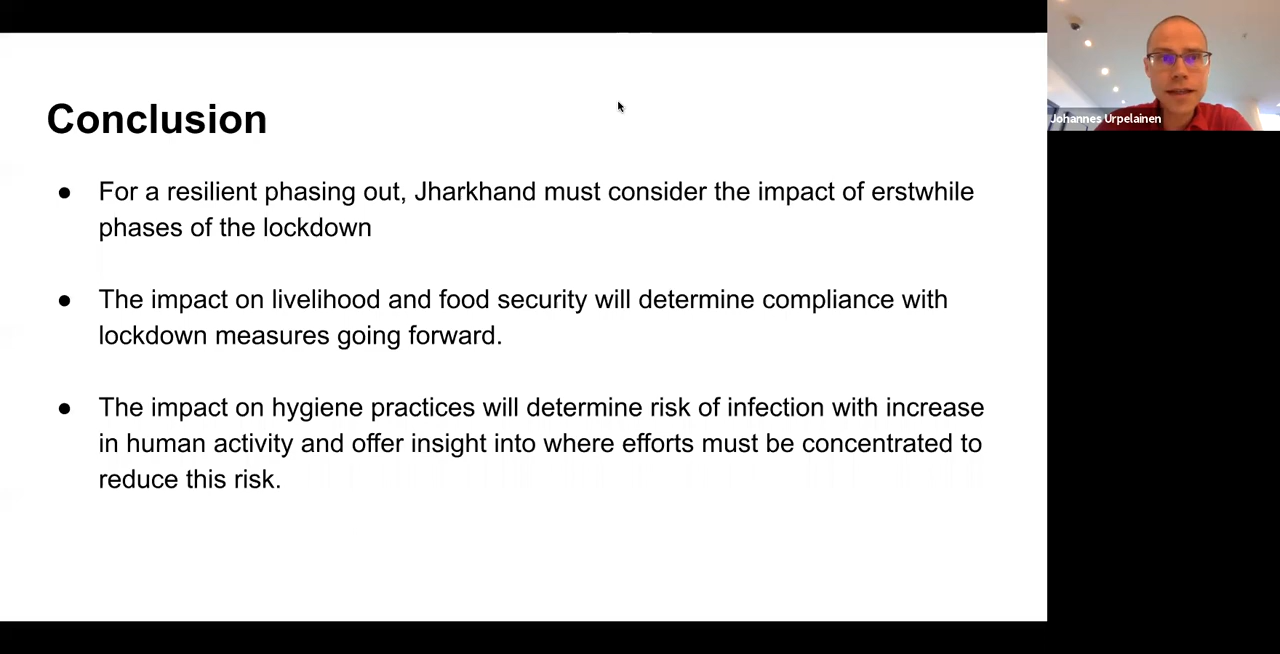 Conclusion
● For a resilient phasing out, Jharkhand must consider the impact of erstwhile
phases of the lockdown
● The impact on livelihood and food security will determine compliance with
lockdown measures going forward.
● The impact on hygiene practices will determine risk of infection with increase
in human activity and offer insight into where efforts must be concentrated to
reduce this risk.
Johannes Urpelainen